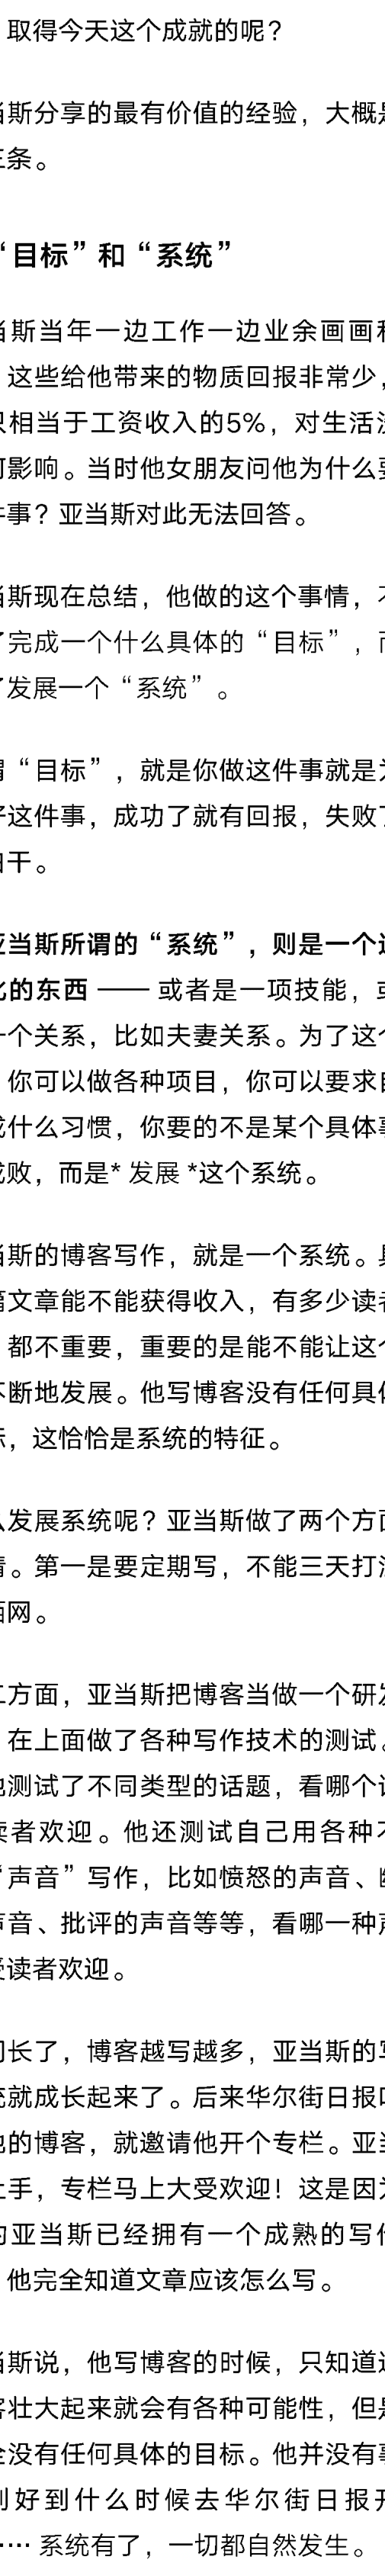 取得今天这个成就的呢？
斯分享的最有价值的经验，大概
条。
“目标”和“系统”
斯当年一边工作一边业余画画
这些给他带来的物质回报非常少，
相当于工资收入的5%，对生活
影响。当时他女朋友问他为什么
事？亚当斯对此无法回答。
斯现在总结，他做的这个事情，
完成一个什么具体的“目标”，
发展一个“系统”。
“目标”，就是你做这件事就是
这件事，成功了就有回报，失败
干。
当斯所谓的“系统”，则是一个
的东西 —— 或者是一项技能，
个关系，比如夫妻关系。为了这
你可以做各种项目，你可以要求
什么习惯，你要的不是某个具体
败，而是* 发展 *这个系统。
斯的博客写作，就是一个系统。
文章能不能获得收入，有多少读
都不重要，重要的是能不能让这
断地发展。他写博客没有任何具
，这恰恰是系统的特征。
发展系统呢？亚当斯做了两个方
。第一是要定期写，不能三天打
网。
方面，亚当斯把博客当做一个研
在上面做了各种写作技术的测试。
测试了不同类型的话题，看哪个
者欢迎。他还测试自己用各种
“声音”写作，比如愤怒的声音、
音、批评的声音等等，看哪一种
读者欢迎。
长了，博客越写越多，亚当斯的
就成长起来了。后来华尔街日报
的博客，就邀请他开个专栏。亚
手，专栏马上大受欢迎！这是因
亚当斯已经拥有一个成熟的写
他完全知道文章应该怎么写。
斯说，他写博客的时候，只知道
壮大起来就会有各种可能性，但
没有任何具体的目标。他并没有
好到什么时候去华尔街日报
…… 系统有了，一切都自然发生。